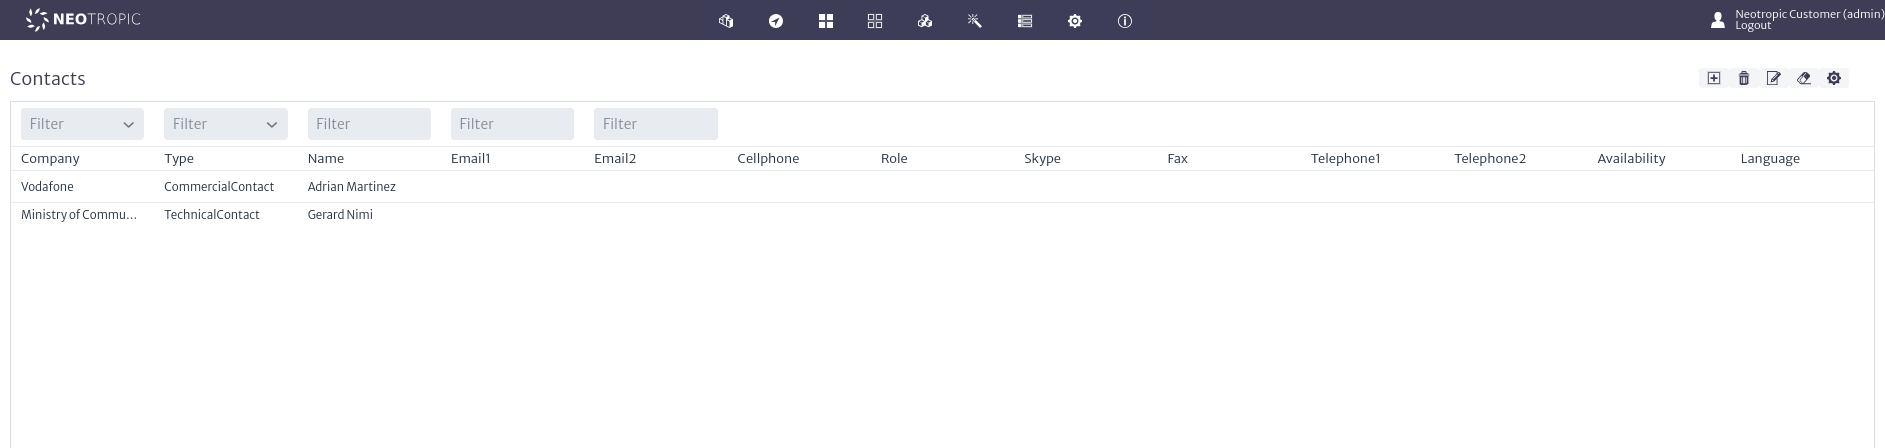 NEOTROPIC
Neotropic Customer (admin)
Logout
Contacts
Filter Filter Filter Filter Filter
Company Type Name Email1 Email2 Cellphone Role Skype Fax Telephone1 Telephone2 Availability Language
Vodafone CommercialContact Adrian Martinez
Ministry of Commu... TechnicalContact Gerard Nimi